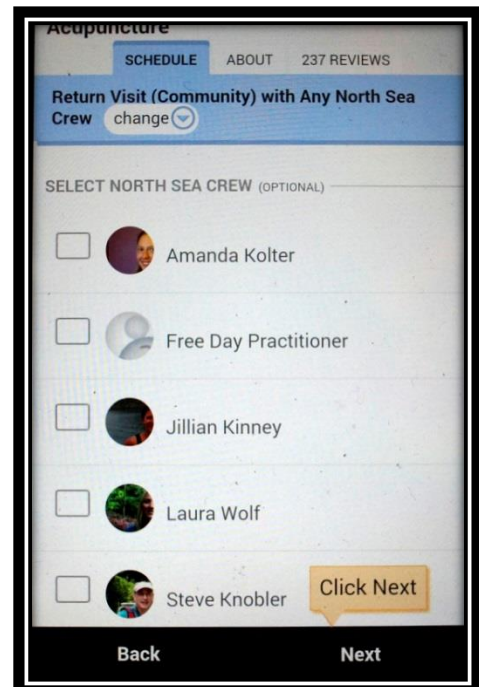 Acupuncture
SCHEDULE ABOUT 237 REVIEWS
Return Visit (Community) with Any North Sea
Crew change
SELECT NORTH SEA CREW (OPTIONAL)
Amanda Kolter
Free Day Practitioner
Jillian Kinney
Laura Wolf
Steve Knobler
Click Next
Back Next